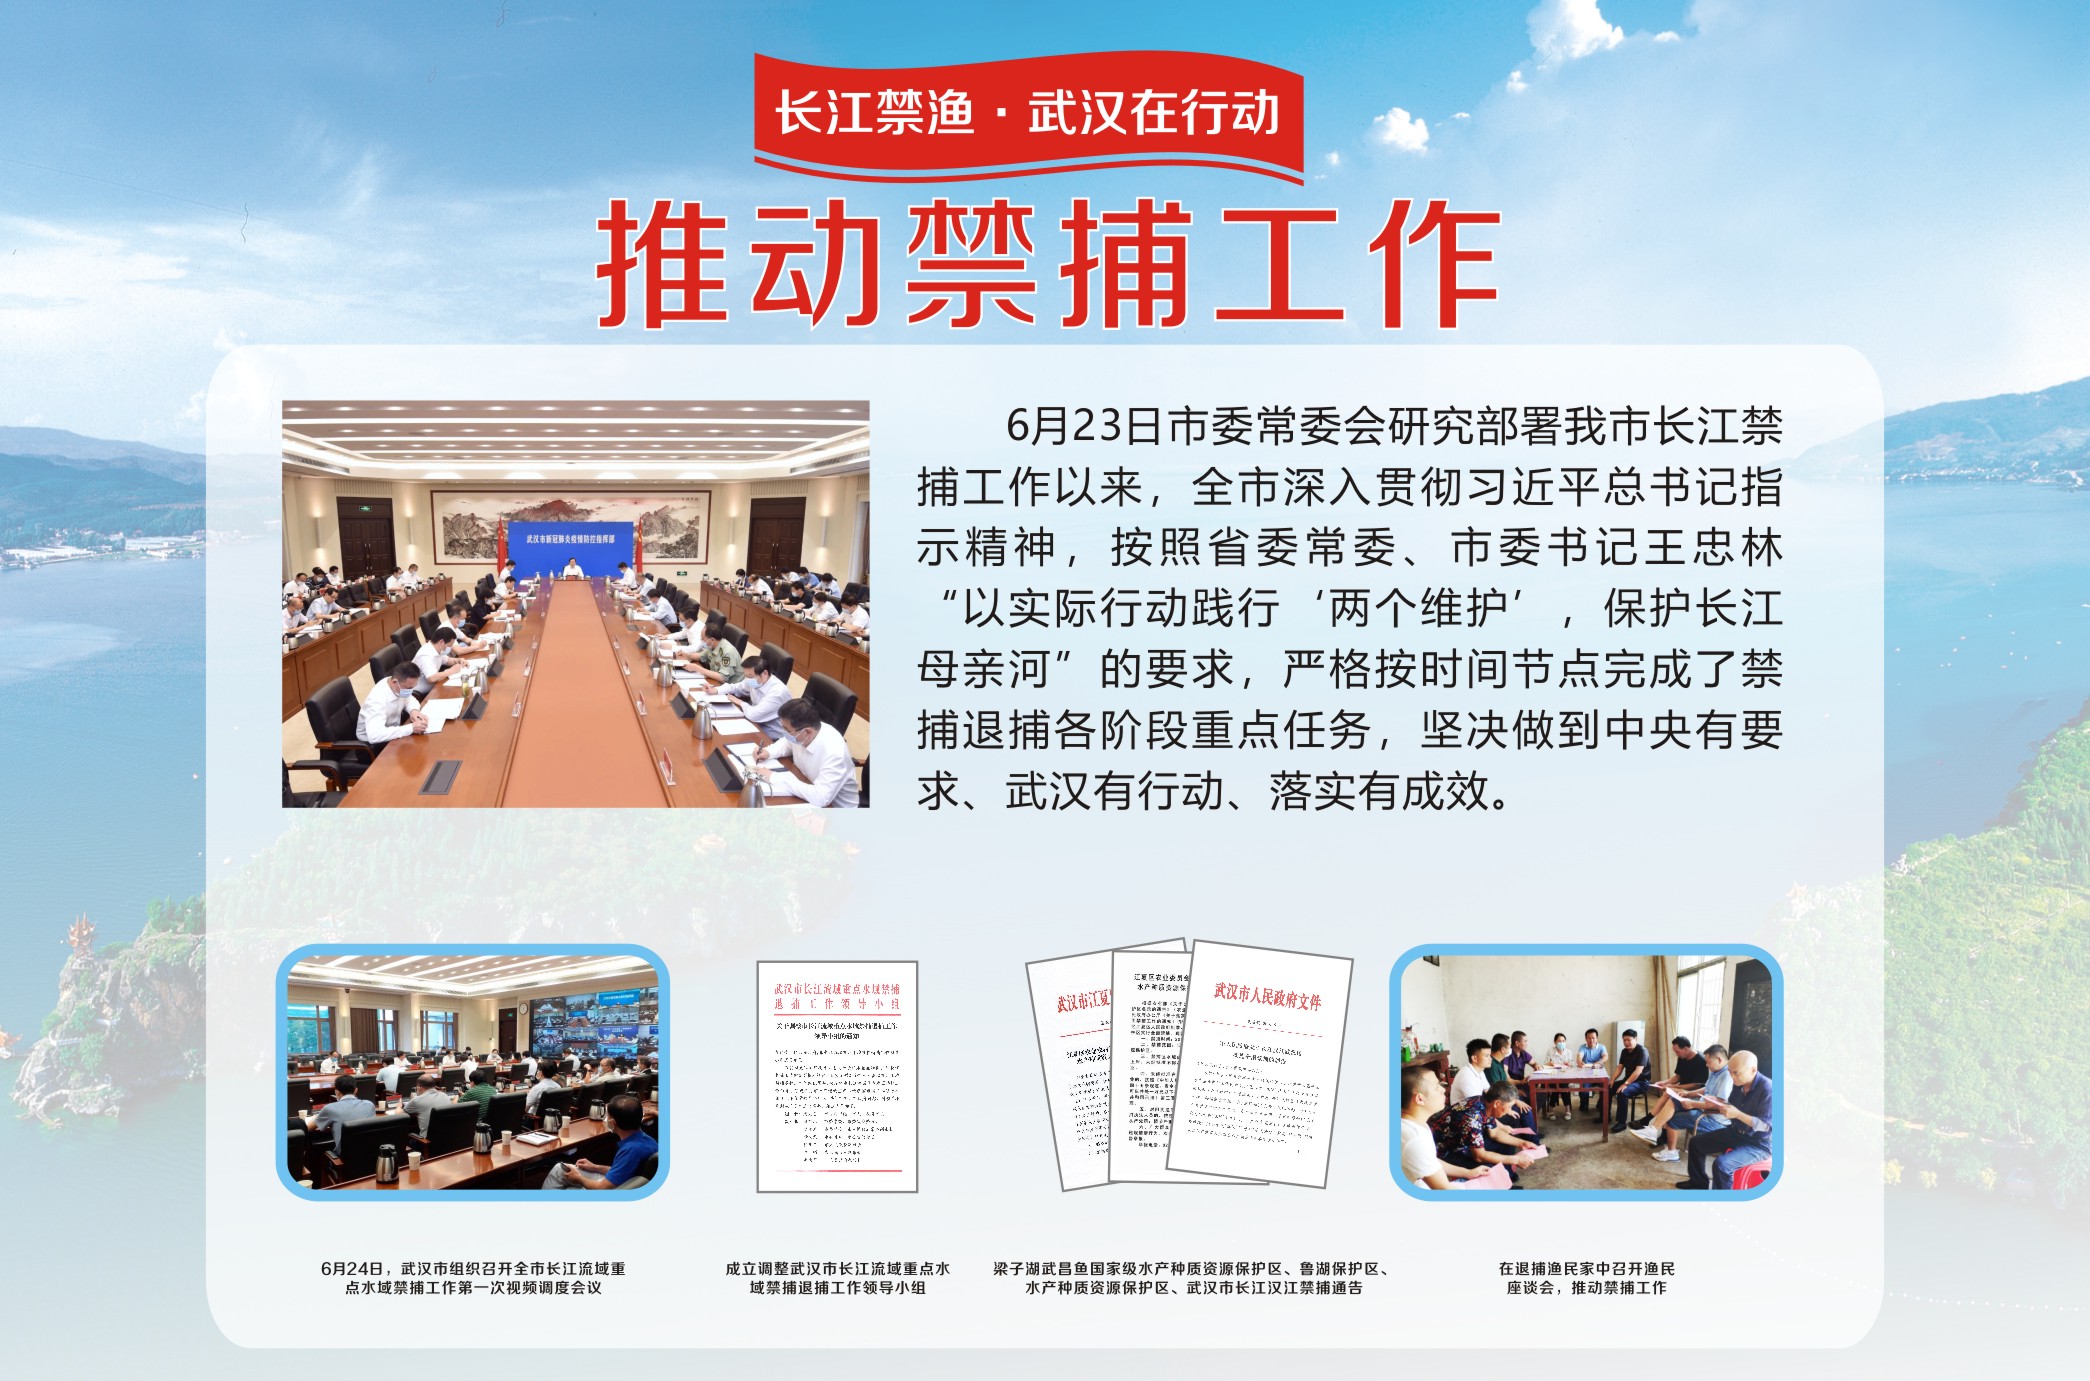 长江禁渔·武汉在行动
推动禁捕工作
6月23日市委常委会研究部署我市长江禁
捕工作以来，全市深入贯彻习近平总书记指
示精神，按照省委常委、市委书记王忠林
“以实际行动践行‘两个维护’，保护长江
母亲河”的要求，严格按时间节点完成了禁
捕退捕各阶段重点任务，坚决做到中央有要
求、武汉有行动、落实有成效。
武汉市新冠肺炎疫情防控指挥部
武汉市长江流域重点水域禁捕
退捕工作领导小组
武汉市江夏
江夏区农业委员会
水产种质资源保
武汉市人民政府文件
6月24日，武汉市组织召开全市长江流域重
点水域禁捕工作第一次视频调度会议
成立调整武汉市长江流域重点水
域禁捕退捕工作领导小组
梁子湖武昌鱼国家级水产种质资源保护区、鲁湖保护区、
水产种质资源保护区、武汉市长江汉江禁捕通告
在退捕渔民家中召开渔民
座谈会，推动禁捕工作